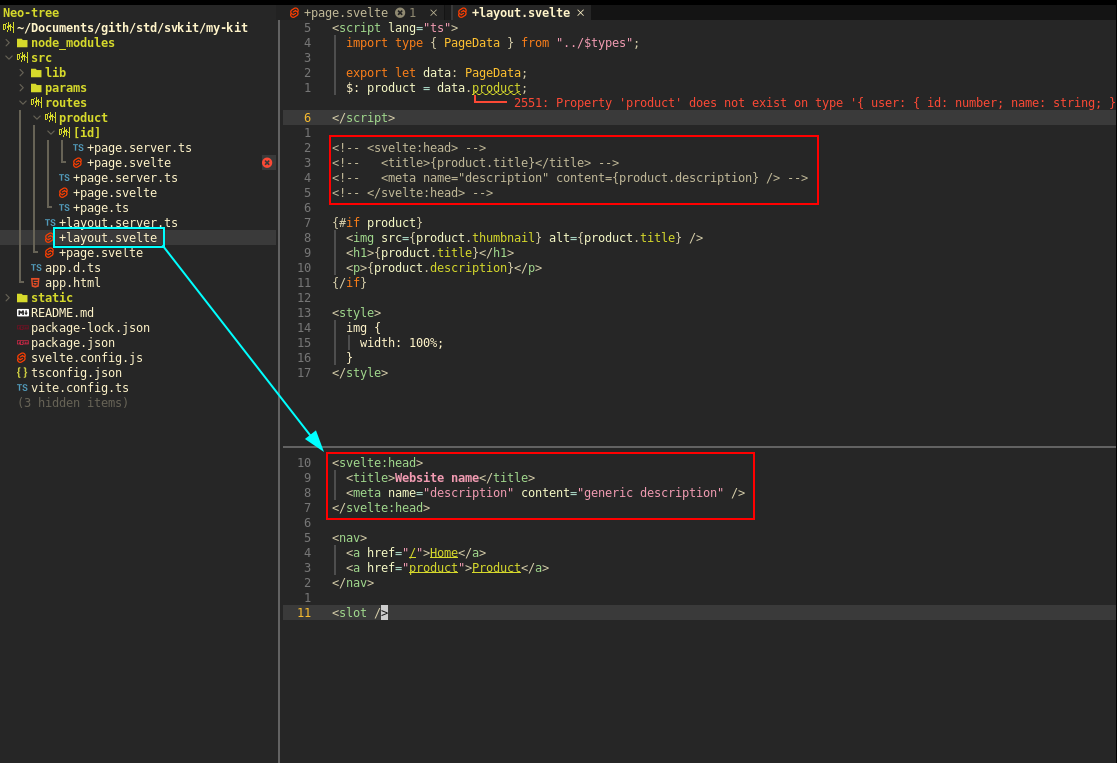 Neo-tree
~/Documents/gith/std/svkit/my-kit
node_modules
src
lib
params
routes
product
[id]
TS +page.server.ts
+page.svelte
TS +page.server.ts
+page.svelte
TS +page.ts
TS +layout.server.ts
+layout.svelte
+page.svelte
TS app.d.ts
app.html
static
README.md
package-lock.json
package.json
svelte.config.js
{} tsconfig.json
TS vite.config.ts
(3 hidden items)
+page.svelte 1 × +layout.svelte ×
5 <script lang="ts">
4 import type { PageData } from "../$types";
3
2 export let data: PageData;
1 $: product = data.product;
2551: Property 'product' does not exist on type '{ user: { id: number; name: string; }
6 </script>
1
2 <!-- <svelte:head> -->
3 <!--   <title>{product.title}</title> -->
4 <!--   <meta name="description" content={product.description} /> -->
5 <!-- </svelte:head> -->
6
7 {#if product}
8 <img src={product.thumbnail} alt={product.title} />
9 <h1>{product.title}</h1>
10 <p>{product.description}</p>
11 {/if}
12
13 <style>
14 img {
15 width: 100%;
16 }
17 </style>
10 <svelte:head>
9 <title>Website name</title>
8 <meta name="description" content="generic description" />
7 </svelte:head>
6
5 <nav>
4 <a href="/">Home</a>
3 <a href="product">Product</a>
2 </nav>
1
11 <slot />